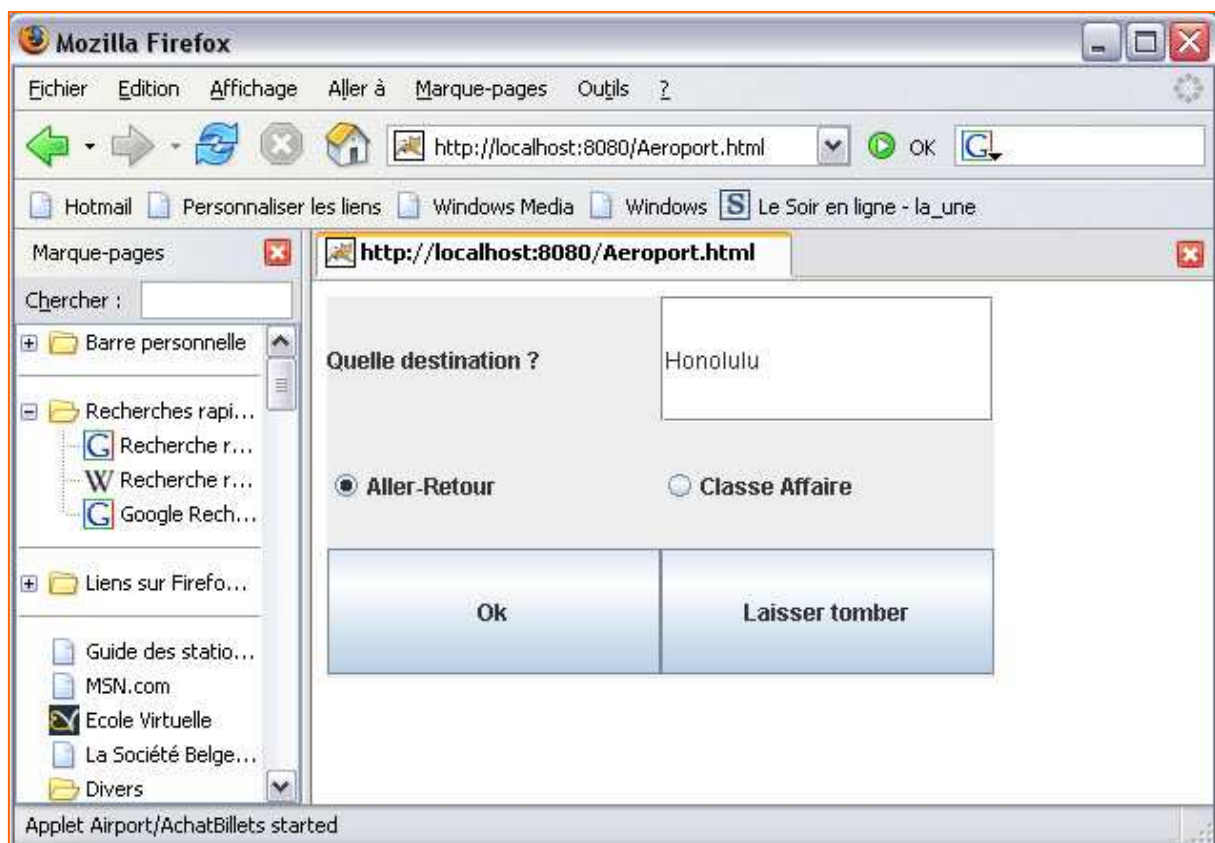 Mozilla Firefox
Fichier Edition Affichage Aller à Marque-pages Outils ?
http://localhost:8080/Aeroport.html OK G
Hotmail Personnaliser les liens Windows Media Windows S Le Soir en ligne - la_une
Marque-pages
http://localhost:8080/Aeroport.html
Chercher :
Barre personnelle
Recherches rapi...
G Recherche r...
W Recherche r...
G Google Rech...
Liens sur Firefo...
Guide des statio...
MSN.com
Ecole Virtuelle
La Société Belge...
Divers
Quelle destination ? Honolulu
Aller-Retour Classe Affaire
Ok Laisser tomber
Applet Airport/AchatBillets started